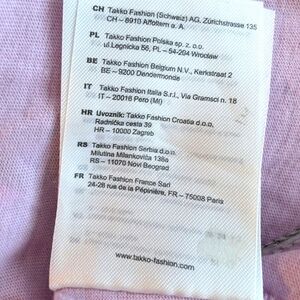 CH Takko Fashion (Schweiz) AG, Zürichstrasse 135
CH – 8910 Affoltern a. A.
PL Takko Fashion Polska sp. z. o.o.
ul.Legnicka 56, PL – 54-204 Wrocław
BE Takko Fashion Belgium N.V., Kerkstraat 2
BE – 9200 Dendermonde
IT Takko Fashion Italia S.r.l., Via Gramsci n. 18
IT – 20016 Pero (MI)
HR Uvoznik: Takko Fashion Croatia d.o.o.
Radnička cesta 39
HR – 10000 Zagreb
RS Takko Fashion Serbia d.o.o.
Milutina Milankovića 136a
RS – 11070 Novi Beograd
FR Takko Fashion France Sarl
24-28 rue de la Pépinière, FR – 75008 Paris
www.takko-fashion.com